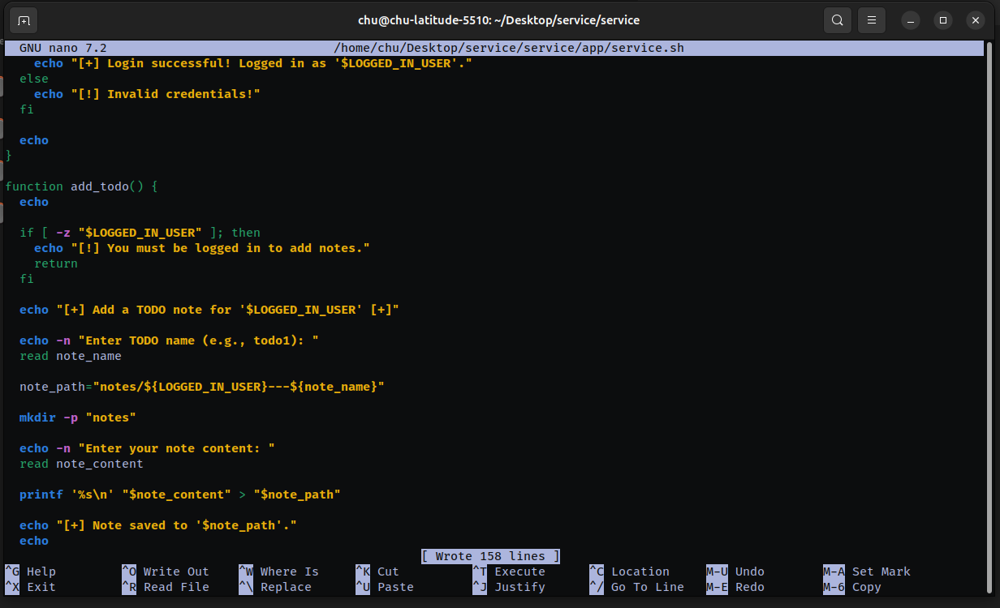 chu@chu-latitude-5510: ~/Desktop/service/service
GNU nano 7.2 /home/chu/Desktop/service/service/app/service.sh
echo "[+] Login successful! Logged in as '$LOGGED_IN_USER'."
else
echo "[!] Invalid credentials!"
fi
echo
}
function add_todo() {
echo
if [ -z "$LOGGED_IN_USER" ]; then
echo "[!] You must be logged in to add notes."
return
fi
echo "[+] Add a TODO note for '$LOGGED_IN_USER' [+]"
echo -n "Enter TODO name (e.g., todo1): "
read note_name
note_path="notes/${LOGGED_IN_USER}---${note_name}"
mkdir -p "notes"
echo -n "Enter your note content: "
read note_content
printf '%s\n' "$note_content" > "$note_path"
echo "[+] Note saved to '$note_path'."
echo
[ Wrote 158 lines ]
^G Help ^O Write Out ^W Where Is ^K Cut ^T Execute ^C Location M-U Undo M-A Set Mark
^X Exit ^R Read File ^\ Replace ^U Paste ^J Justify ^/ Go To Line M-E Redo M-6 Copy